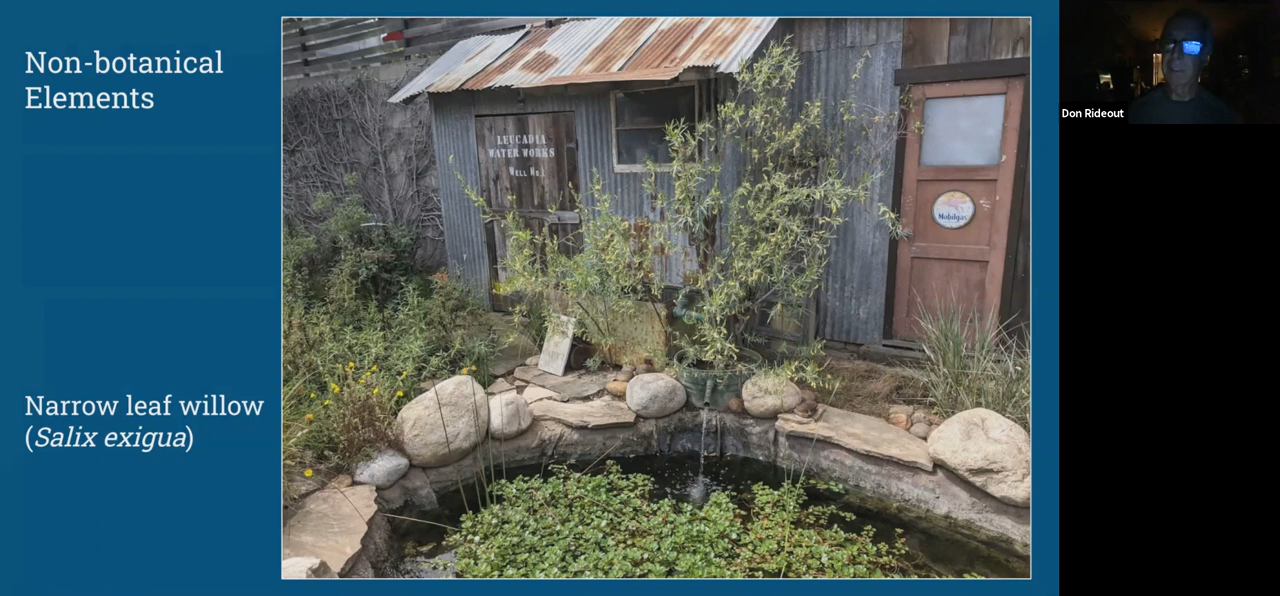 Non-botanical
Elements
Narrow leaf willow
(Salix exigua)
LEUCADIA
WATER WORKS
WELL No.1
Mobilgas
Don Rideout